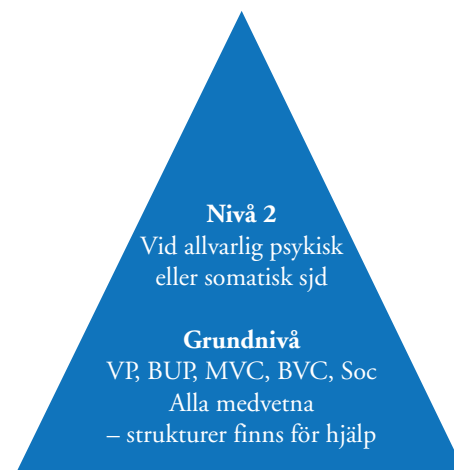 Nivå 2
Vid allvarlig psykisk
eller somatisk sjd
Grundnivå
VP, BUP, MVC, BVC, Soc
Alla medvetna
– strukturer finns för hjälp